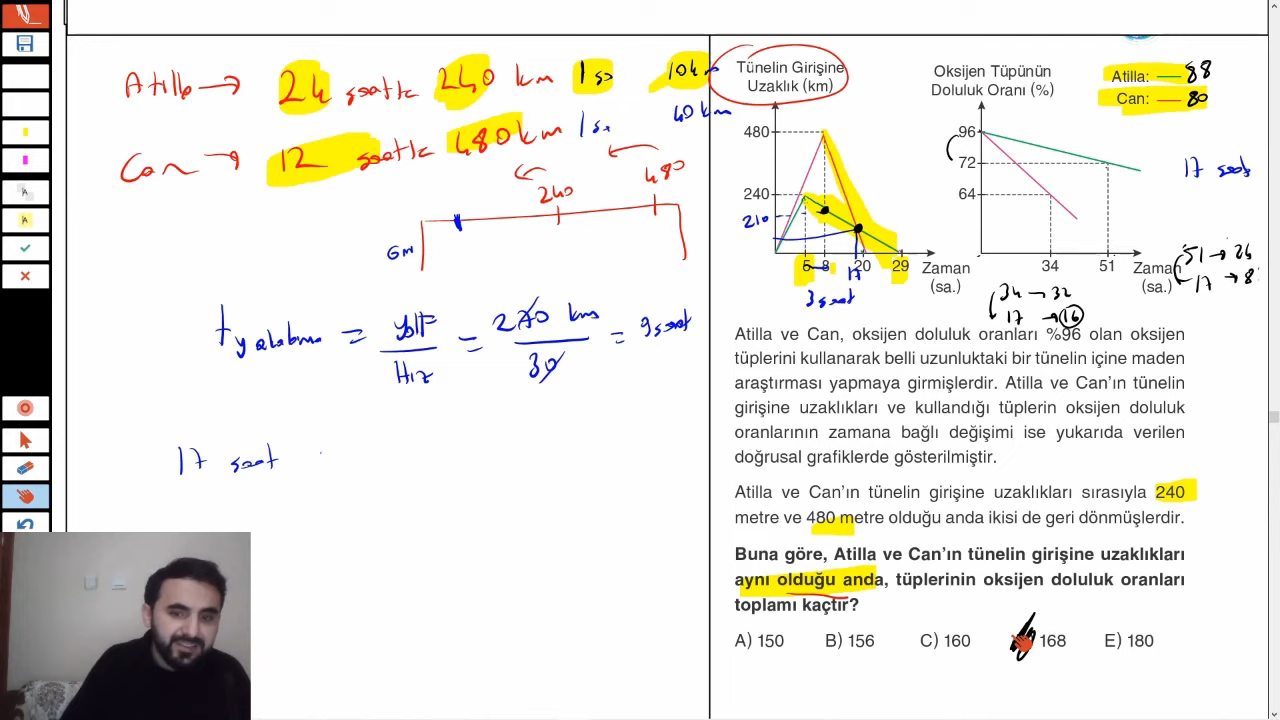 Atilla → 24 saatte 240 km 1 sa 10 km
Can → 12 saatte 480 km 1 sa 40 km
240 480
Giri
t yakalama = Yol / Hız = 270 km / 30 = 9 saat
17 saat
Tünelin Girişine
Uzaklık (km)
480
240
210
5 8 17 20 29
3 saat
Zaman
(sa.)
Oksijen Tüpünün
Doluluk Oranı (%)
96
72
64
34 51
Zaman
(sa.)
Atilla: 88
Can: 80
17 saat
51 → 24
17 → 8
34 → 32
17 → 16
Atilla ve Can, oksijen doluluk oranları %96 olan oksijen
tüplerini kullanarak belli uzunluktaki bir tünelin içine maden
araştırması yapmaya girmişlerdir. Atilla ve Can’ın tünelin
girişine uzaklıkları ve kullandığı tüplerin oksijen doluluk
oranlarının zamana bağlı değişimi ise yukarıda verilen
doğrusal grafiklerde gösterilmiştir.
Atilla ve Can’ın tünelin girişine uzaklıkları sırasıyla 240
metre ve 480 metre olduğu anda ikisi de geri dönmüşlerdir.
Buna göre, Atilla ve Can’ın tünelin girişine uzaklıkları
aynı olduğu anda, tüplerinin oksijen doluluk oranları
toplamı kaçtır?
A) 150 B) 156 C) 160 168 E) 180